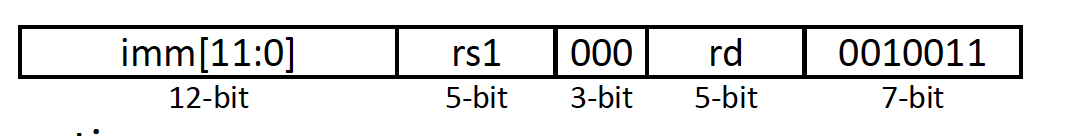 imm[11:0] rs1 000 rd 0010011
12-bit 5-bit 3-bit 5-bit 7-bit